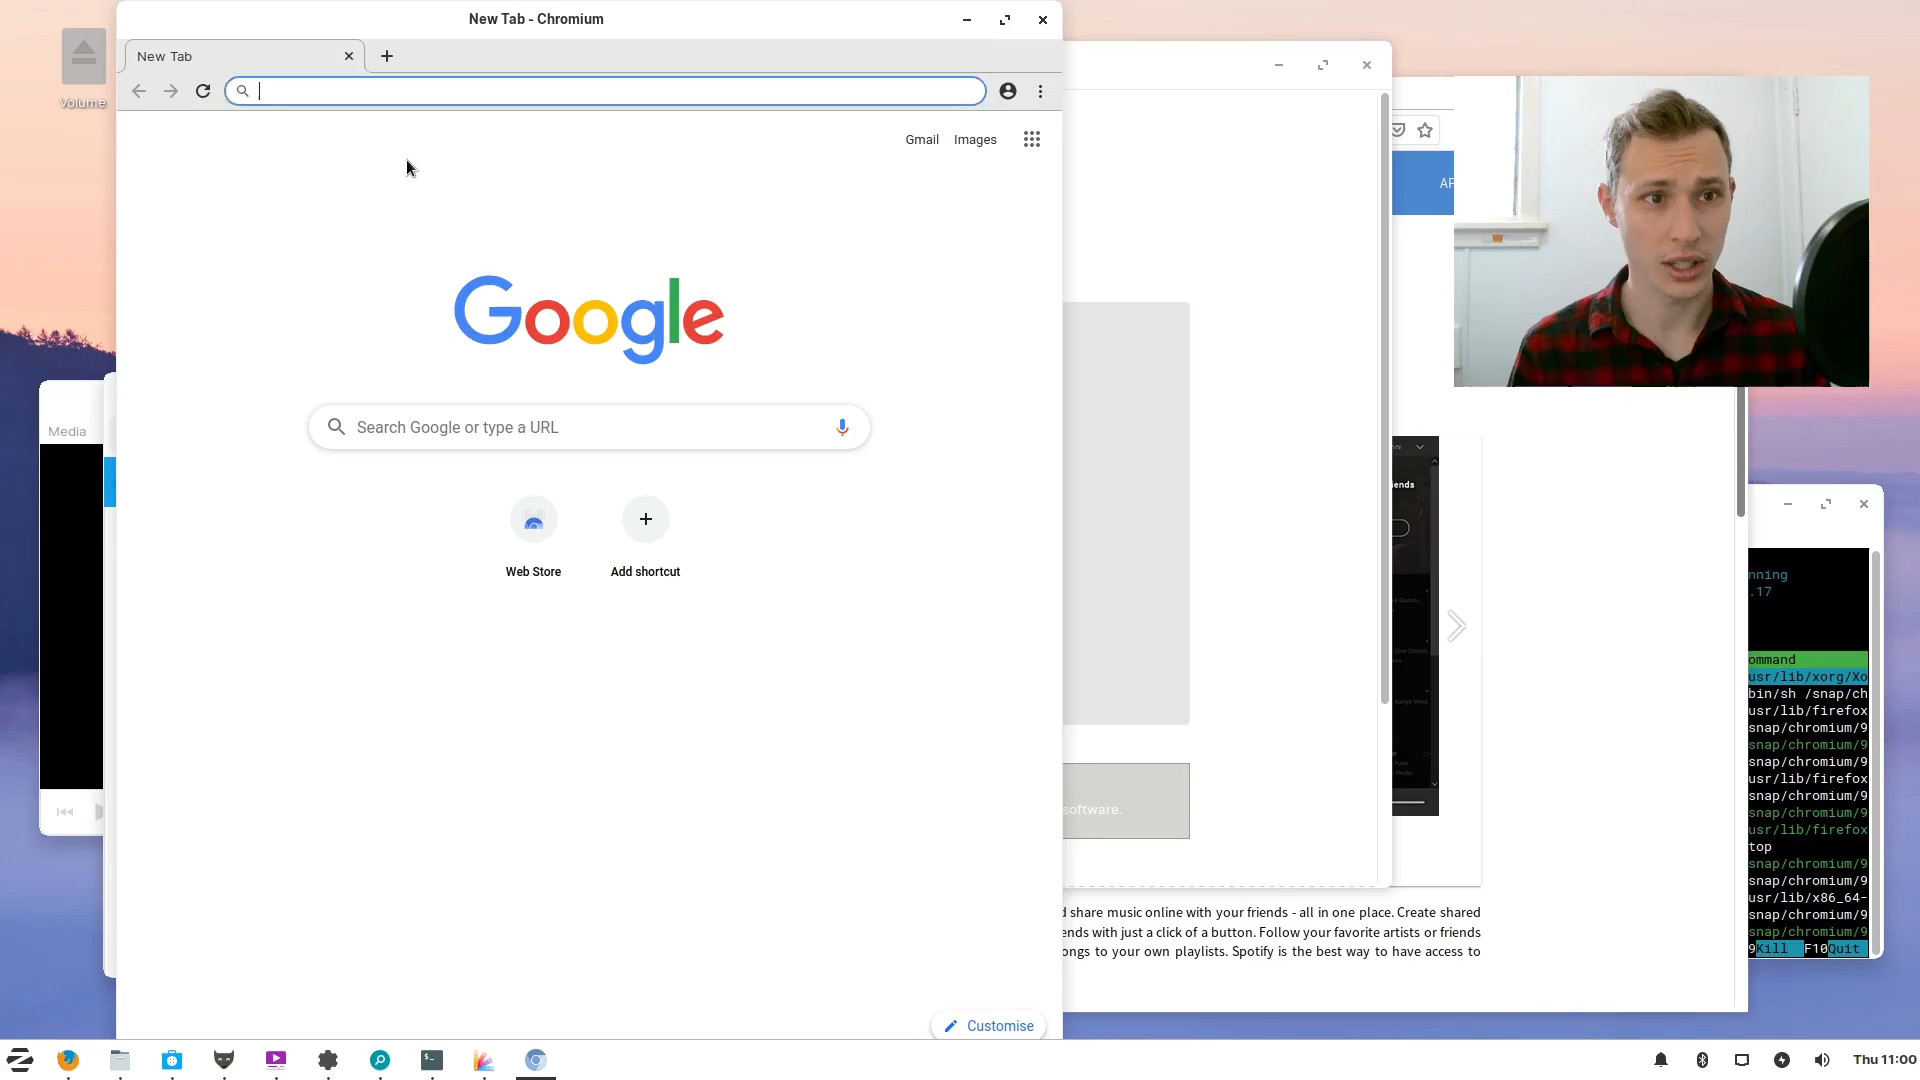 New Tab - Chromium
New Tab
Volume
Gmail Images
Google
Search Google or type a URL
Web Store
Add shortcut
Customise
Media
software.
share music online with your friends - all in one place. Create shared
with just a click of a button. Follow your favorite artists or friends
to your own playlists. Spotify is the best way to have access to
.17
usr/lib/xorg/Xo
bin/sh /snap/ch
usr/lib/firefox
snap/chromium/9
snap/chromium/9
snap/chromium/9
usr/lib/firefox
snap/chromium/9
snap/chromium/9
usr/lib/firefox
top
snap/chromium/9
snap/chromium/9
usr/lib/x86_64-
snap/chromium/9
snap/chromium/9
9Kill F10Quit
Thu 11:00